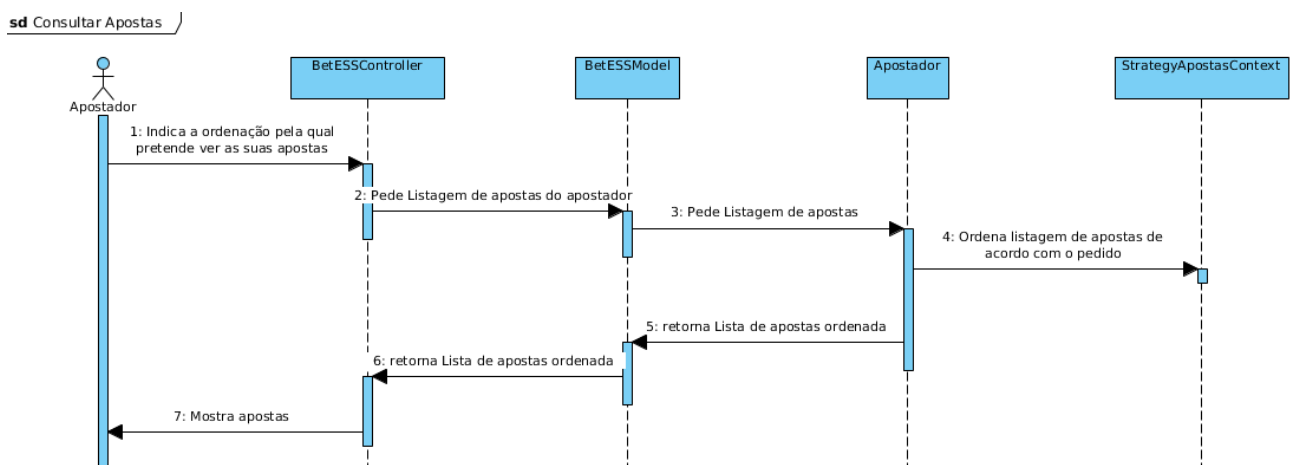 sd Consultar Apostas
BetESSController
BetESSModel
Apostador
StrategyApostasContext
Apostador
1: Indica a ordenação pela qual
pretende ver as suas apostas
2: Pede Listagem de apostas do apostador
3: Pede Listagem de apostas
4: Ordena listagem de apostas de
acordo com o pedido
5: retorna Lista de apostas ordenada
6: retorna Lista de apostas ordenada
7: Mostra apostas